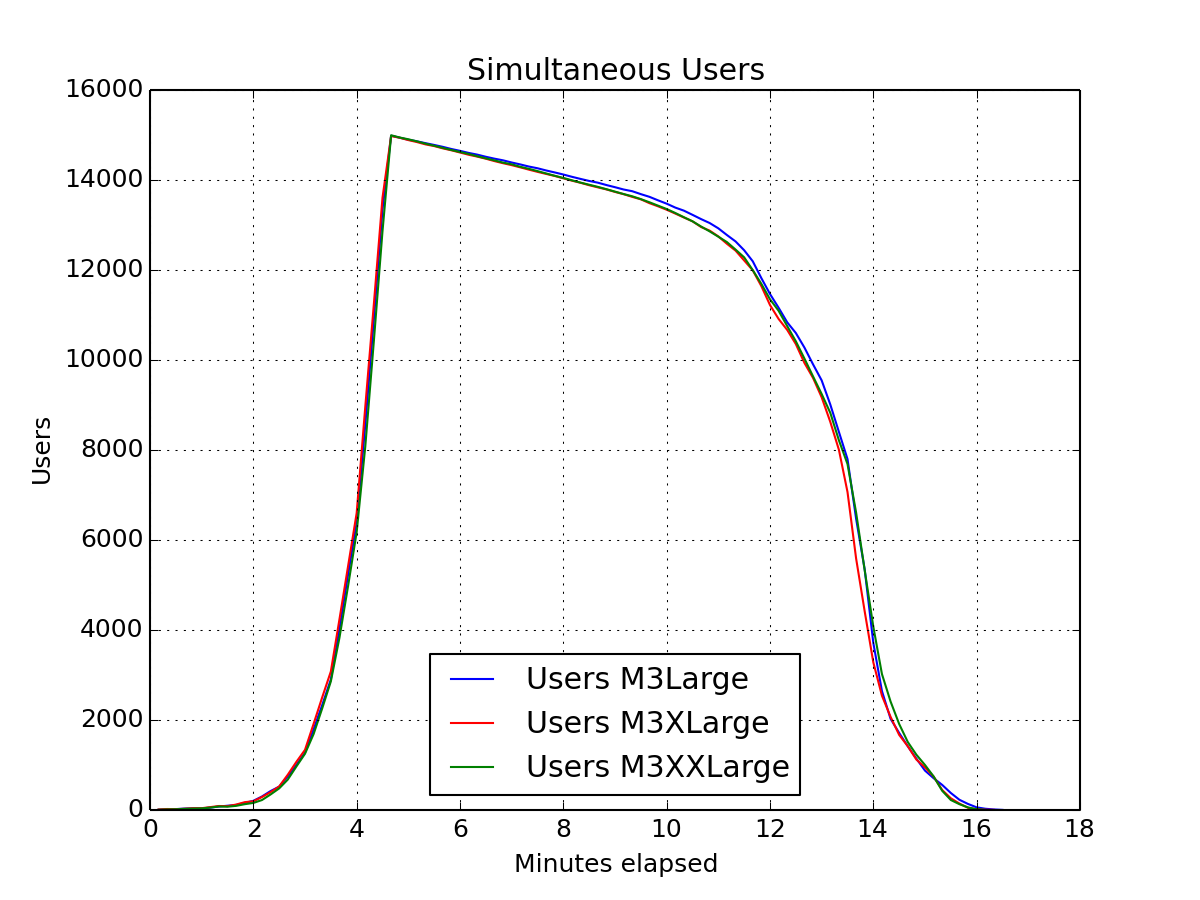 Simultaneous Users
16000
14000
12000
10000
8000
6000
4000
2000
0
Users
Users M3Large
Users M3XLarge
Users M3XXLarge
0 2 4 6 8 10 12 14 16 18
Minutes elapsed